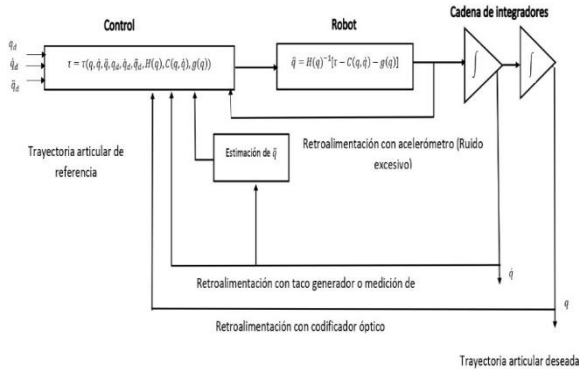 Control
Robot
Cadena de integradores
q_d
q̇_d
q̈_d
τ = τ(q, q̇, q̈, q_d, q̇_d, q̈_d, H(q), C(q, q̇), g(q))
q̈ = H(q)⁻¹[τ − C(q, q̇) − g(q)]
∫
∫
Trayectoria articular de
referencia
Estimación de q̈
Retroalimentación con acelerómetro (Ruido
excesivo)
Retroalimentación con taco generador o medición de
q̇
q
Retroalimentación con codificador óptico
Trayectoria articular deseada